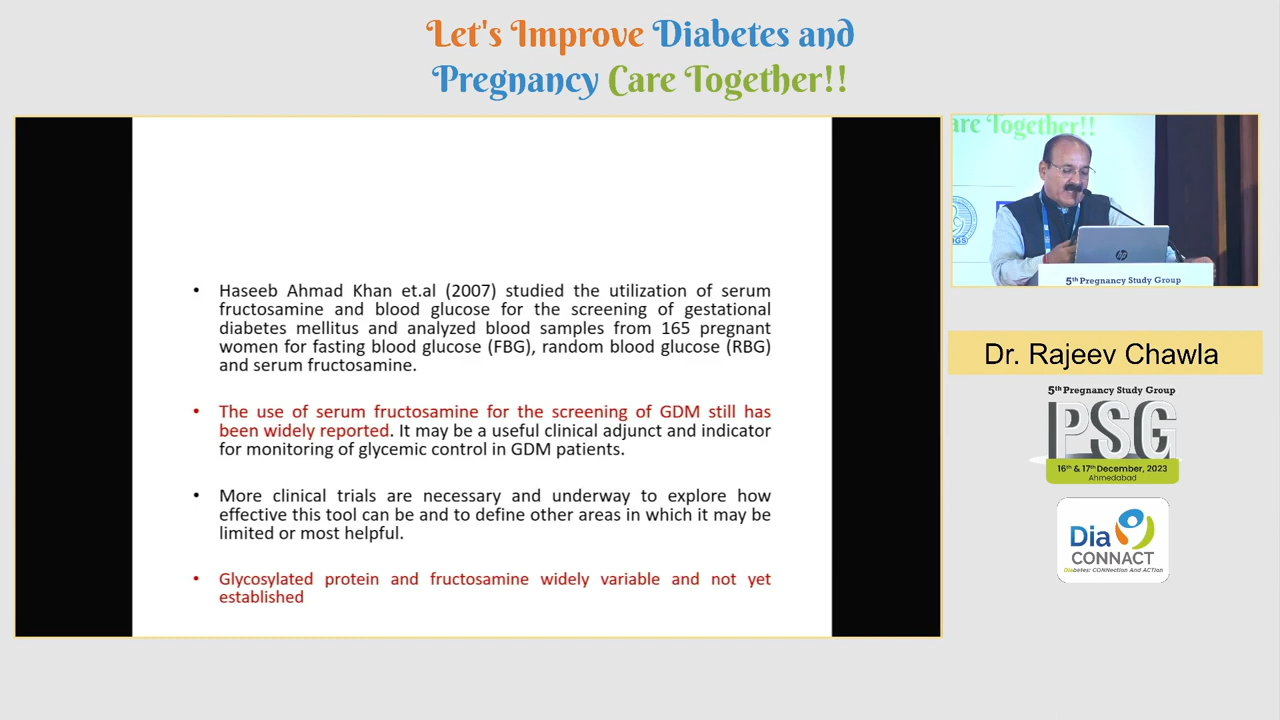 Let's Improve Diabetes and
Pregnancy Care Together!!
are Together!!
OGS
hp
5th Pregnancy Study Group
• Haseeb Ahmad Khan et.al (2007) studied the utilization of serum
fructosamine and blood glucose for the screening of gestational
diabetes mellitus and analyzed blood samples from 165 pregnant
women for fasting blood glucose (FBG), random blood glucose (RBG)
and serum fructosamine.
• The use of serum fructosamine for the screening of GDM still has
been widely reported. It may be a useful clinical adjunct and indicator
for monitoring of glycemic control in GDM patients.
• More clinical trials are necessary and underway to explore how
effective this tool can be and to define other areas in which it may be
limited or most helpful.
• Glycosylated protein and fructosamine widely variable and not yet
established
Dr. Rajeev Chawla
5th Pregnancy Study Group
PSG
16th & 17th December, 2023
Ahmedabad
Dia
CONNACT
Diabetes: CONNection And ACTion